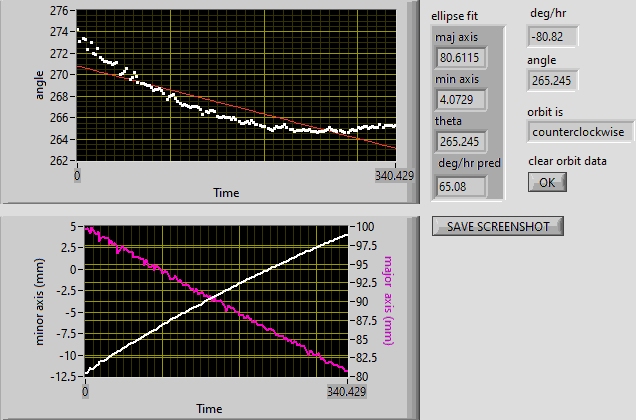 276
274
272
270
268
266
264
262
angle
0
340.429
Time
ellipse fit
maj axis
80.6115
min axis
4.0729
theta
265.245
deg/hr pred
65.08
deg/hr
-80.82
angle
265.245
orbit is
counterclockwise
clear orbit data
OK
SAVE SCREENSHOT
5
2.5
0
-2.5
-5
-7.5
-10
-12.5
minor axis (mm)
100
97.5
95
92.5
90
87.5
85
82.5
80
major axis (mm)
0
340.429
Time